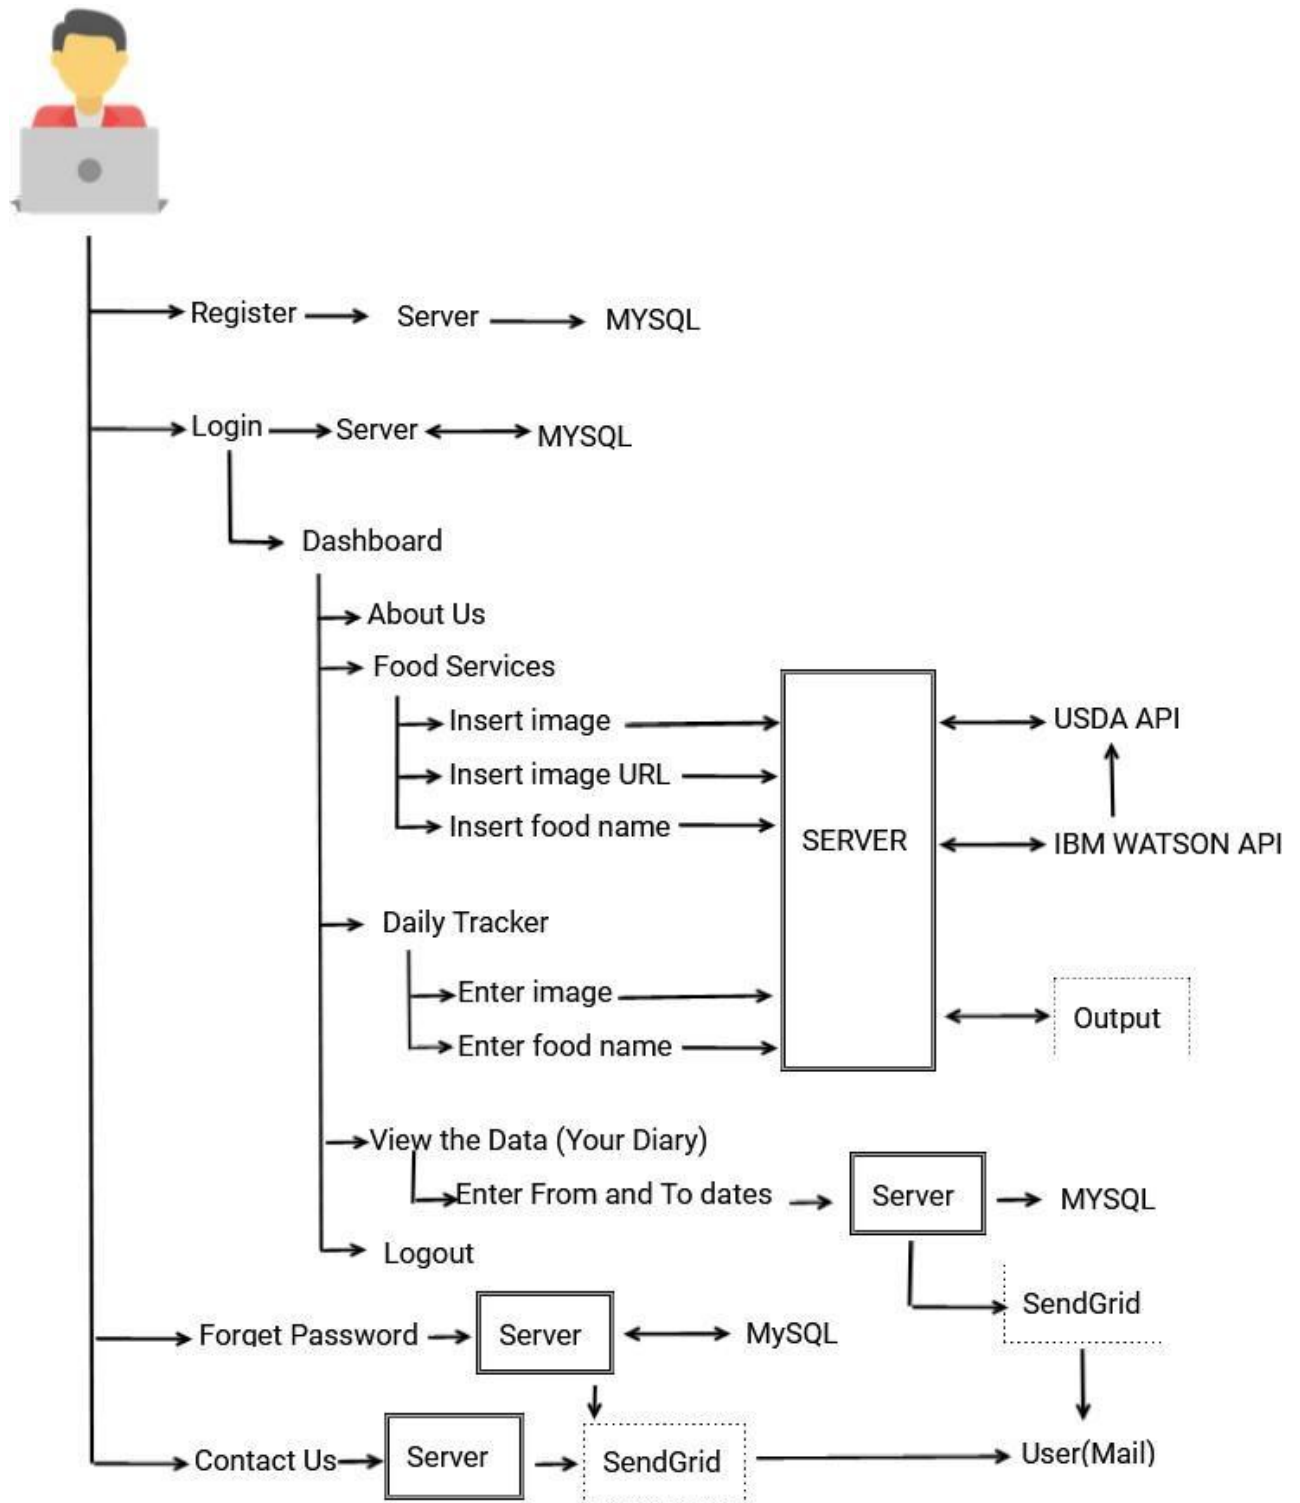 Register Server MYSQL
Login Server MYSQL
Dashboard
About Us
Food Services
Insert image USDA API
Insert image URL
Insert food name
SERVER IBM WATSON API
Daily Tracker
Enter image
Output
Enter food name
View the Data (Your Diary)
Enter From and To dates Server MYSQL
Logout
SendGrid
Forget Password Server MySQL
Contact Us Server SendGrid User(Mail)